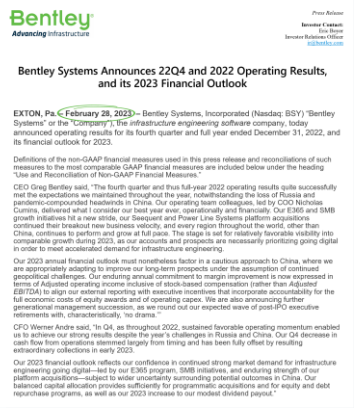 Bentley®
Advancing Infrastructure
Press Release
Investor Contact:
Eric Boyer
Investor Relations Officer
ir@bentley.com
Bentley Systems Announces 22Q4 and 2022 Operating Results,
and its 2023 Financial Outlook
EXTON, Pa. – February 28, 2023 – Bentley Systems, Incorporated (Nasdaq: BSY) (“Bentley
Systems” or the “Company”), the infrastructure engineering software company, today
announced operating results for its fourth quarter and full year ended December 31, 2022, and
its financial outlook for 2023.
Definitions of the non-GAAP financial measures used in this press release and reconciliations of such
measures to the most comparable GAAP financial measures are included below under the heading
“Use and Reconciliation of Non-GAAP Financial Measures.”
CEO Greg Bentley said, “The fourth quarter and thus full-year 2022 operating results quite successfully
met the expectations we maintained throughout the year, notwithstanding the loss of Russia and
pandemic-compounded headwinds in China. Our operating team colleagues, led by COO Nicholas
Cumins, delivered what I consider our best year ever, operationally and financially. Our E365 and SMB
growth initiatives hit a new stride, our Seequent and Power Line Systems platform acquisitions
continued their breakout new business velocity, and every region throughout the world, other than
China, continues to perform and grow at full pace. The stage is set for relatively favorable visibility into
comparable growth during 2023, as our accounts and prospects are necessarily prioritizing going digital
in order to meet accelerated demand for infrastructure engineering.
Our 2023 annual financial outlook must nonetheless factor in a cautious approach to China, where we
are appropriately adapting to improve our long-term prospects under the assumption of continued
geopolitical challenges. Our enduring annual commitment to margin improvement is now expressed in
terms of Adjusted operating income inclusive of stock-based compensation (rather than Adjusted
EBITDA) to align our external reporting with executive incentives that incorporate accountability for the
full economic costs of equity awards and of operating capex. We are also announcing further
generational management succession, as we round out our expected wave of post-IPO executive
retirements with, characteristically, ‘no drama.’”
CFO Werner Andre said, “In Q4, as throughout 2022, sustained favorable operating momentum enabled
us to achieve our strong results despite the year’s challenges in Russia and China. Our Q4 decrease in
cash flow from operations stemmed largely from timing and has been fully offset by resulting
extraordinary collections in early 2023.
Our 2023 financial outlook reflects our confidence in continued strong market demand for infrastructure
engineering going digital—led by our E365 program, SMB initiatives, and enduring strength of our
platform acquisitions—subject to wider uncertainty surrounding potential outcomes in China. Our
balanced capital allocation provides sufficiently for programmatic acquisitions and for equity and debt
repurchase programs, as well as our 2023 increase to our modest dividend payout.”